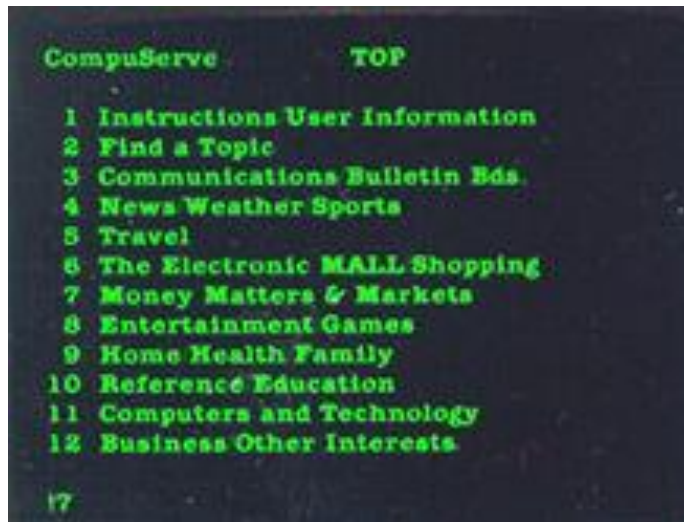 CompuServe TOP
1 Instructions User Information
2 Find a Topic
3 Communications Bulletin Bds.
4 News Weather Sports
5 Travel
6 The Electronic MALL Shopping
7 Money Matters & Markets
8 Entertainment Games
9 Home Health Family
10 Reference Education
11 Computers and Technology
12 Business Other Interests
!7